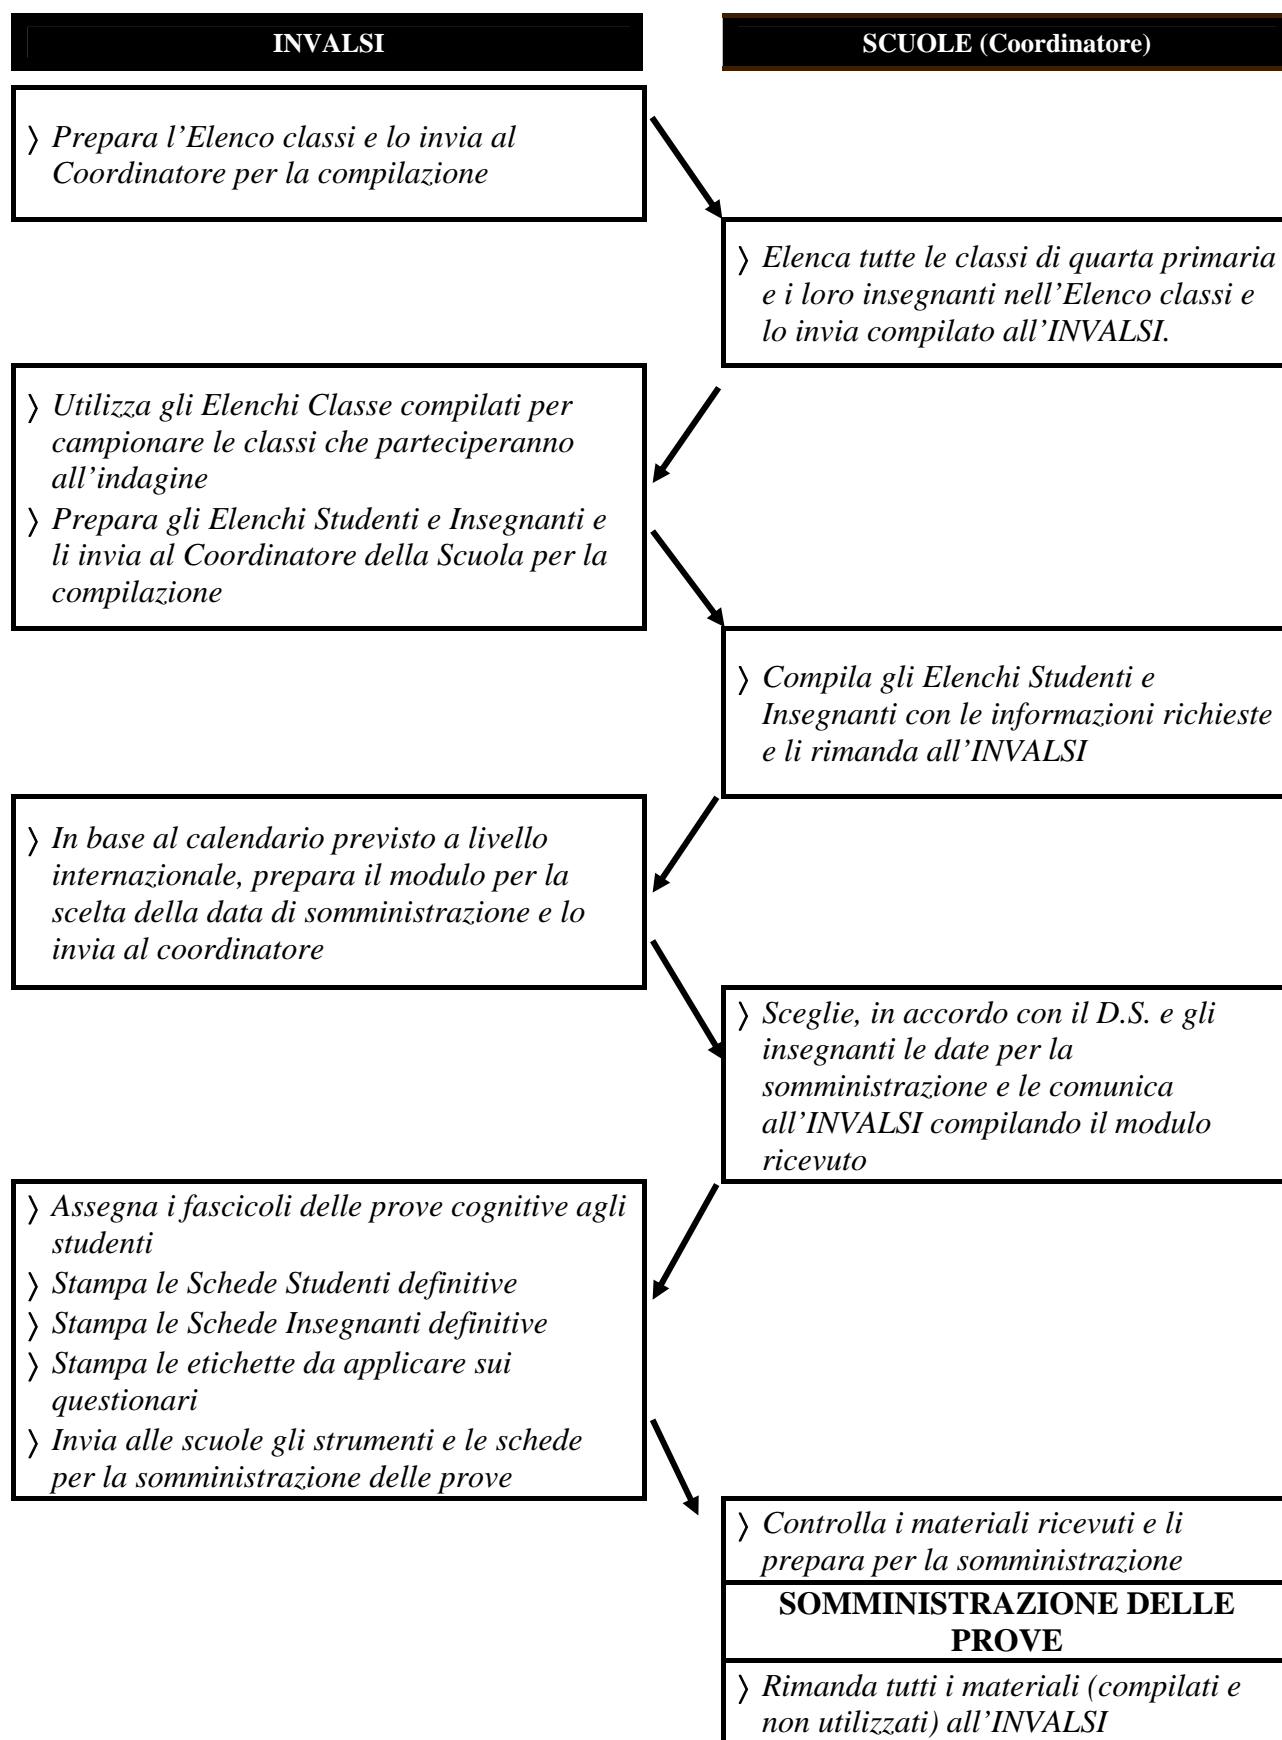 INVALSI
SCUOLE (Coordinatore)
〉 Prepara l’Elenco classi e lo invia al
Coordinatore per la compilazione
〉 Elenca tutte le classi di quarta primaria
e i loro insegnanti nell’Elenco classi e
lo invia compilato all’INVALSI.
〉 Utilizza gli Elenchi Classe compilati per
campionare le classi che parteciperanno
all’indagine
〉 Prepara gli Elenchi Studenti e Insegnanti e
li invia al Coordinatore della Scuola per la
compilazione
〉 Compila gli Elenchi Studenti e
Insegnanti con le informazioni richieste
e li rimanda all’INVALSI
〉 In base al calendario previsto a livello
internazionale, prepara il modulo per la
scelta della data di somministrazione e lo
invia al coordinatore
〉 Sceglie, in accordo con il D.S. e gli
insegnanti le date per la
somministrazione e le comunica
all’INVALSI compilando il modulo
ricevuto
〉 Assegna i fascicoli delle prove cognitive agli
studenti
〉 Stampa le Schede Studenti definitive
〉 Stampa le Schede Insegnanti definitive
〉 Stampa le etichette da applicare sui
questionari
〉 Invia alle scuole gli strumenti e le schede
per la somministrazione delle prove
〉 Controlla i materiali ricevuti e li
prepara per la somministrazione
SOMMINISTRAZIONE DELLE
PROVE
〉 Rimanda tutti i materiali (compilati e
non utilizzati) all’INVALSI